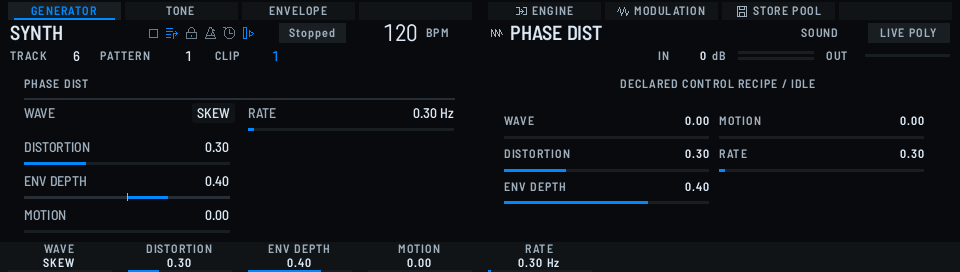 GENERATOR TONE ENVELOPE ENGINE MODULATION STORE POOL
SYNTH Stopped 120 BPM PHASE DIST SOUND LIVE POLY
TRACK 6 PATTERN 1 CLIP 1 IN 0 dB OUT
PHASE DIST
DECLARED CONTROL RECIPE / IDLE
WAVE SKEW RATE 0.30 Hz
WAVE 0.00 MOTION 0.00
DISTORTION 0.30
DISTORTION 0.30 RATE 0.30
ENV DEPTH 0.40
ENV DEPTH 0.40
MOTION 0.00
WAVE DISTORTION ENV DEPTH MOTION RATE
SKEW 0.30 0.40 0.00 0.30 Hz